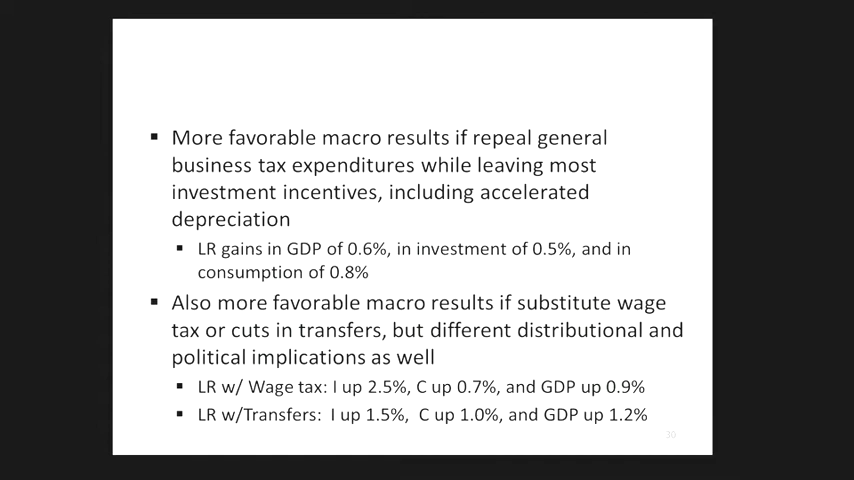 ▪ More favorable macro results if repeal general
business tax expenditures while leaving most
investment incentives, including accelerated
depreciation
▪ LR gains in GDP of 0.6%, in investment of 0.5%, and in
consumption of 0.8%
▪ Also more favorable macro results if substitute wage
tax or cuts in transfers, but different distributional and
political implications as well
▪ LR w/ Wage tax: I up 2.5%, C up 0.7%, and GDP up 0.9%
▪ LR w/Transfers: I up 1.5%, C up 1.0%, and GDP up 1.2%
30